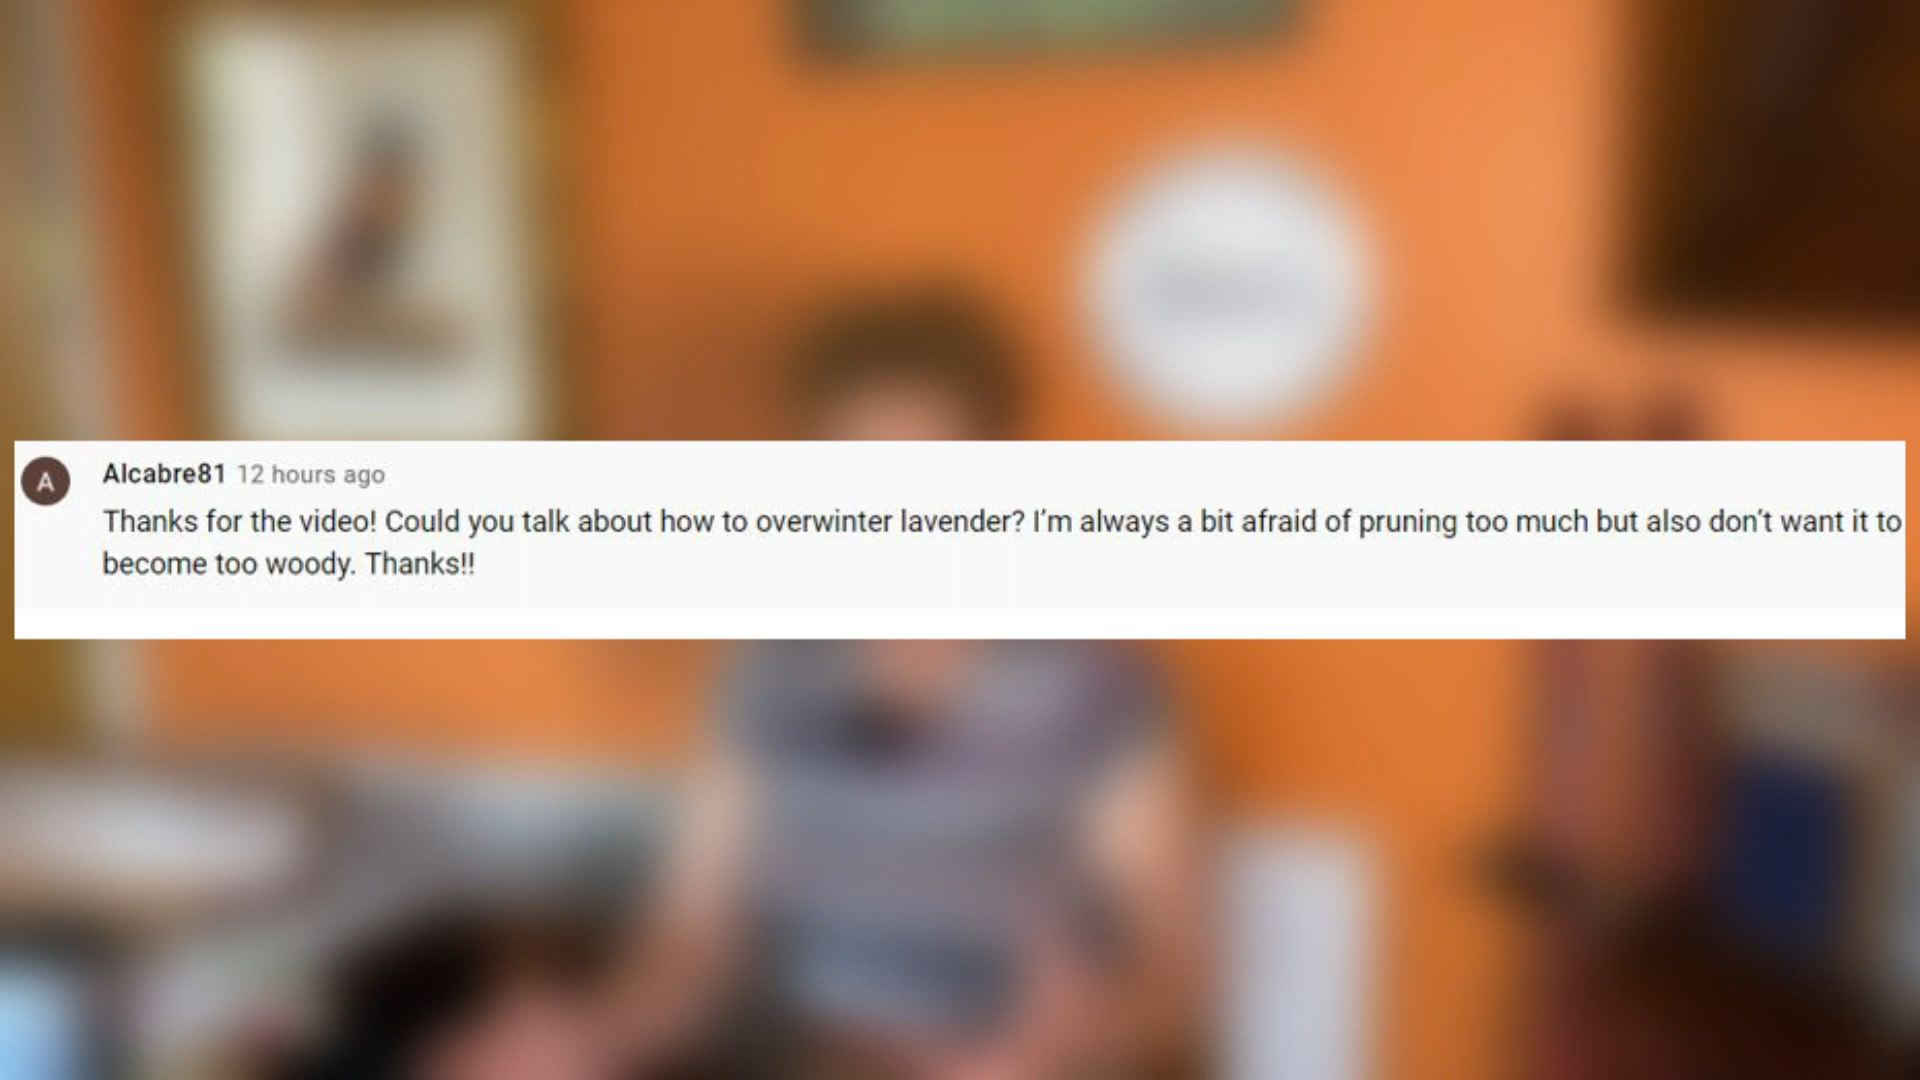 A
Alcabre81 12 hours ago
Thanks for the video! Could you talk about how to overwinter lavender? I’m always a bit afraid of pruning too much but also don’t want it to
become too woody. Thanks!!